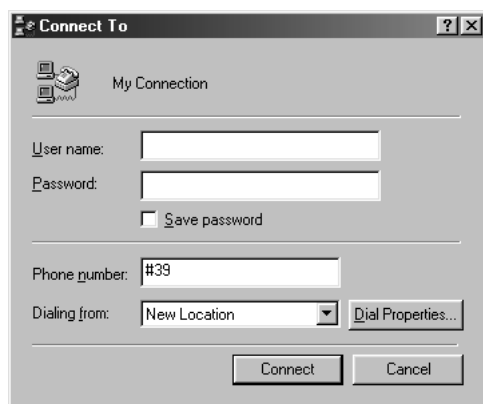 Connect To
My Connection
User name:
Password:
Save password
Phone number: #39
Dialing from: New Location Dial Properties...
Connect Cancel